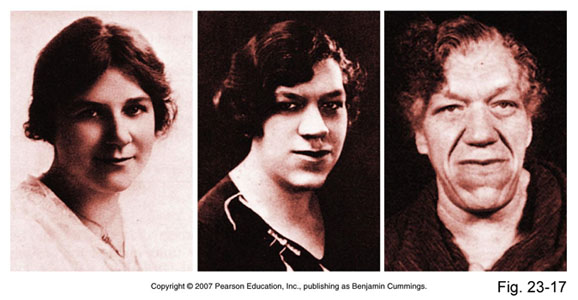 Copyright © 2007 Pearson Education, Inc., publishing as Benjamin Cummings.
Fig. 23-17